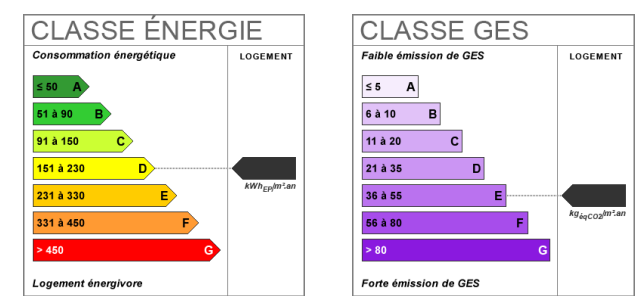 CLASSE ÉNERGIE
Consommation énergétique
LOGEMENT
≤ 50 A
51 à 90 B
91 à 150 C
151 à 230 D
kWhEP/m².an
231 à 330 E
331 à 450 F
> 450 G
Logement énergivore
CLASSE GES
Faible émission de GES
LOGEMENT
≤ 5 A
6 à 10 B
11 à 20 C
21 à 35 D
36 à 55 E
kgéqCO2/m².an
56 à 80 F
> 80 G
Forte émission de GES